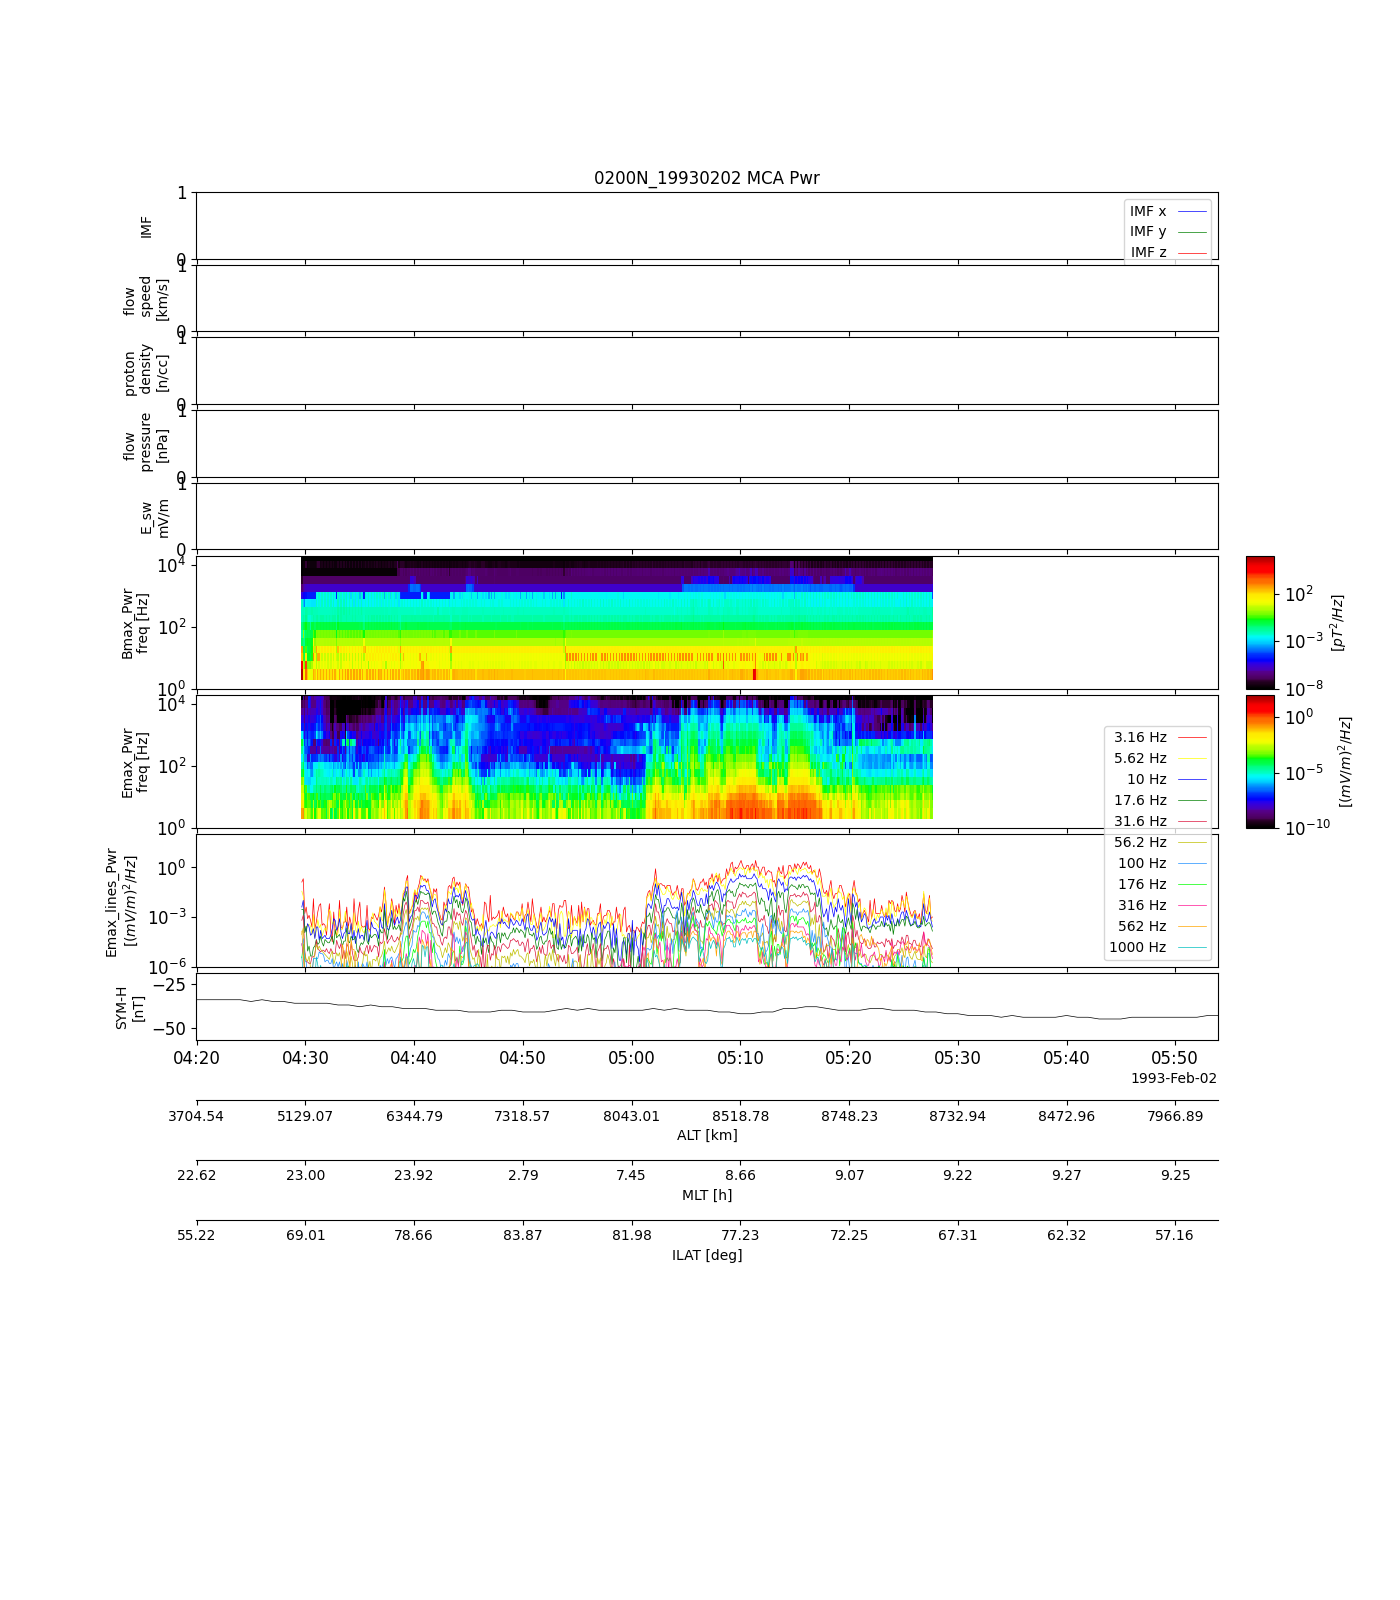 0200N_19930202 MCA Pwr
1
IMF
0
IMF x
IMF y
IMF z
1
flow
speed
[km/s]
0
1
proton
density
[n/cc]
0
1
flow
pressure
[nPa]
0
1
E_sw
mV/m
0
10^4
10^2
10^0
Bmax_Pwr
freq [Hz]
10^2
10^-3
10^-8
[pT^2/Hz]
10^4
10^2
10^0
Emax_Pwr
freq [Hz]
10^0
10^-5
10^-10
[(mV/m)^2/Hz]
3.16 Hz
5.62 Hz
10 Hz
17.6 Hz
31.6 Hz
56.2 Hz
100 Hz
176 Hz
316 Hz
562 Hz
1000 Hz
10^0
10^-3
10^-6
Emax_lines_Pwr
[(mV/m)^2/Hz]
−25
−50
SYM-H
[nT]
04:20 04:30 04:40 04:50 05:00 05:10 05:20 05:30 05:40 05:50
1993-Feb-02
3704.54 5129.07 6344.79 7318.57 8043.01 8518.78 8748.23 8732.94 8472.96 7966.89
ALT [km]
22.62 23.00 23.92 2.79 7.45 8.66 9.07 9.22 9.27 9.25
MLT [h]
55.22 69.01 78.66 83.87 81.98 77.23 72.25 67.31 62.32 57.16
ILAT [deg]